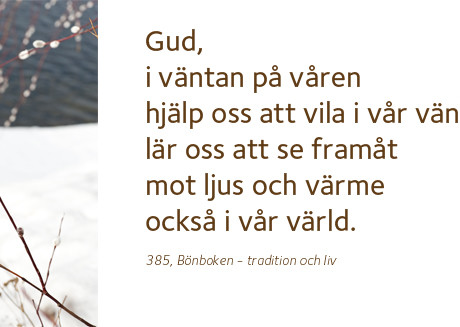 Gud,
i väntan på våren
hjälp oss att vila i vår vän
lär oss att se framåt
mot ljus och värme
också i vår värld.
385, Bönboken – tradition och liv